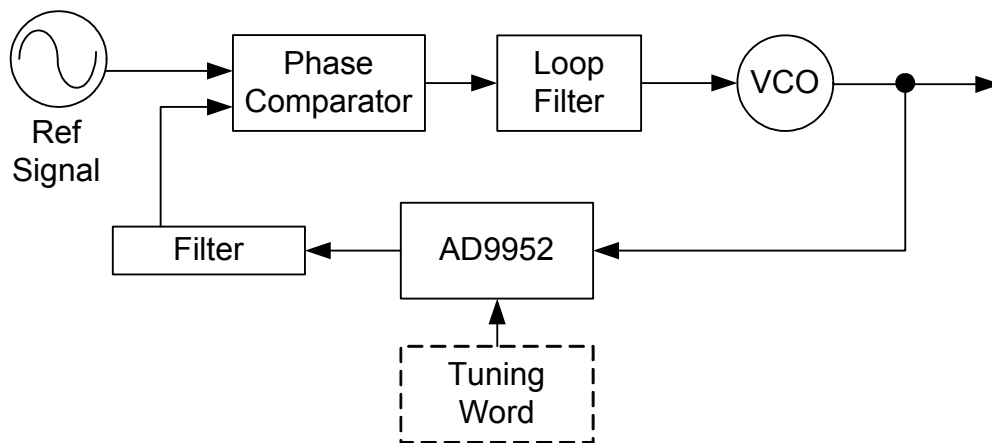 Phase
Comparator
Loop
Filter
VCO
Ref
Signal
Filter
AD9952
Tuning
Word